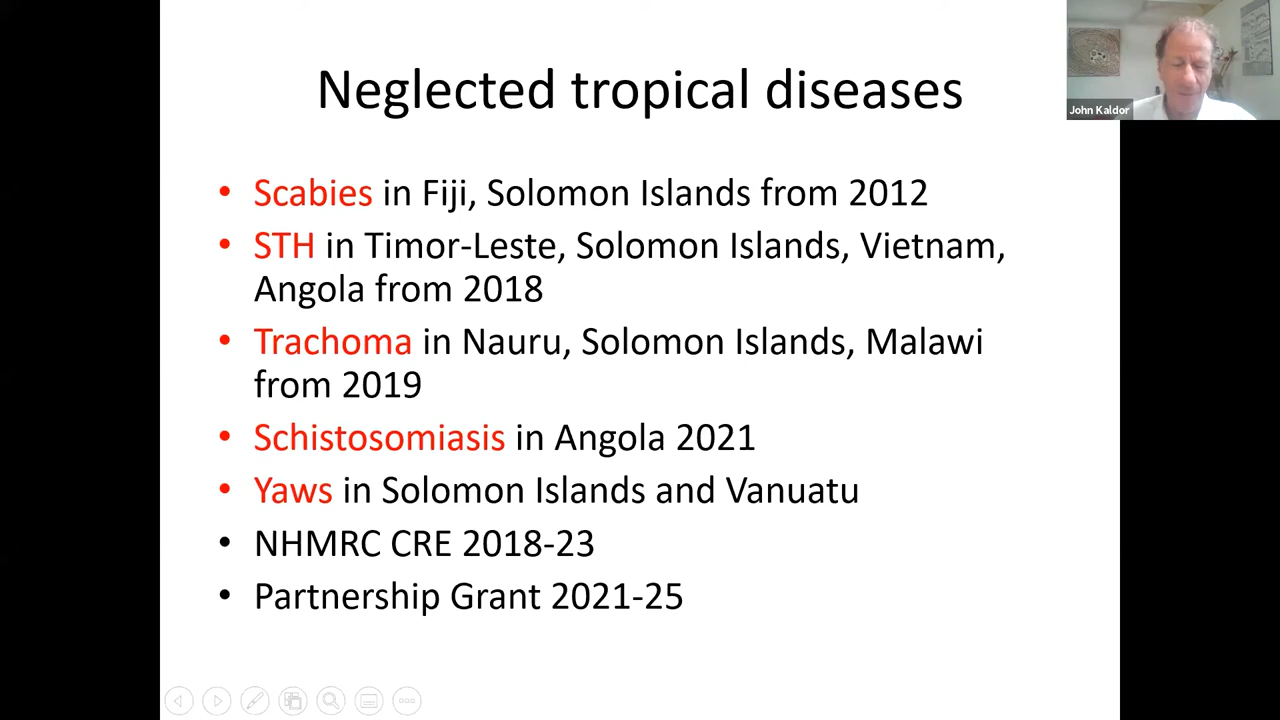 Neglected tropical diseases
John Kaldor
• Scabies in Fiji, Solomon Islands from 2012
• STH in Timor-Leste, Solomon Islands, Vietnam,
Angola from 2018
• Trachoma in Nauru, Solomon Islands, Malawi
from 2019
• Schistosomiasis in Angola 2021
• Yaws in Solomon Islands and Vanuatu
• NHMRC CRE 2018-23
• Partnership Grant 2021-25